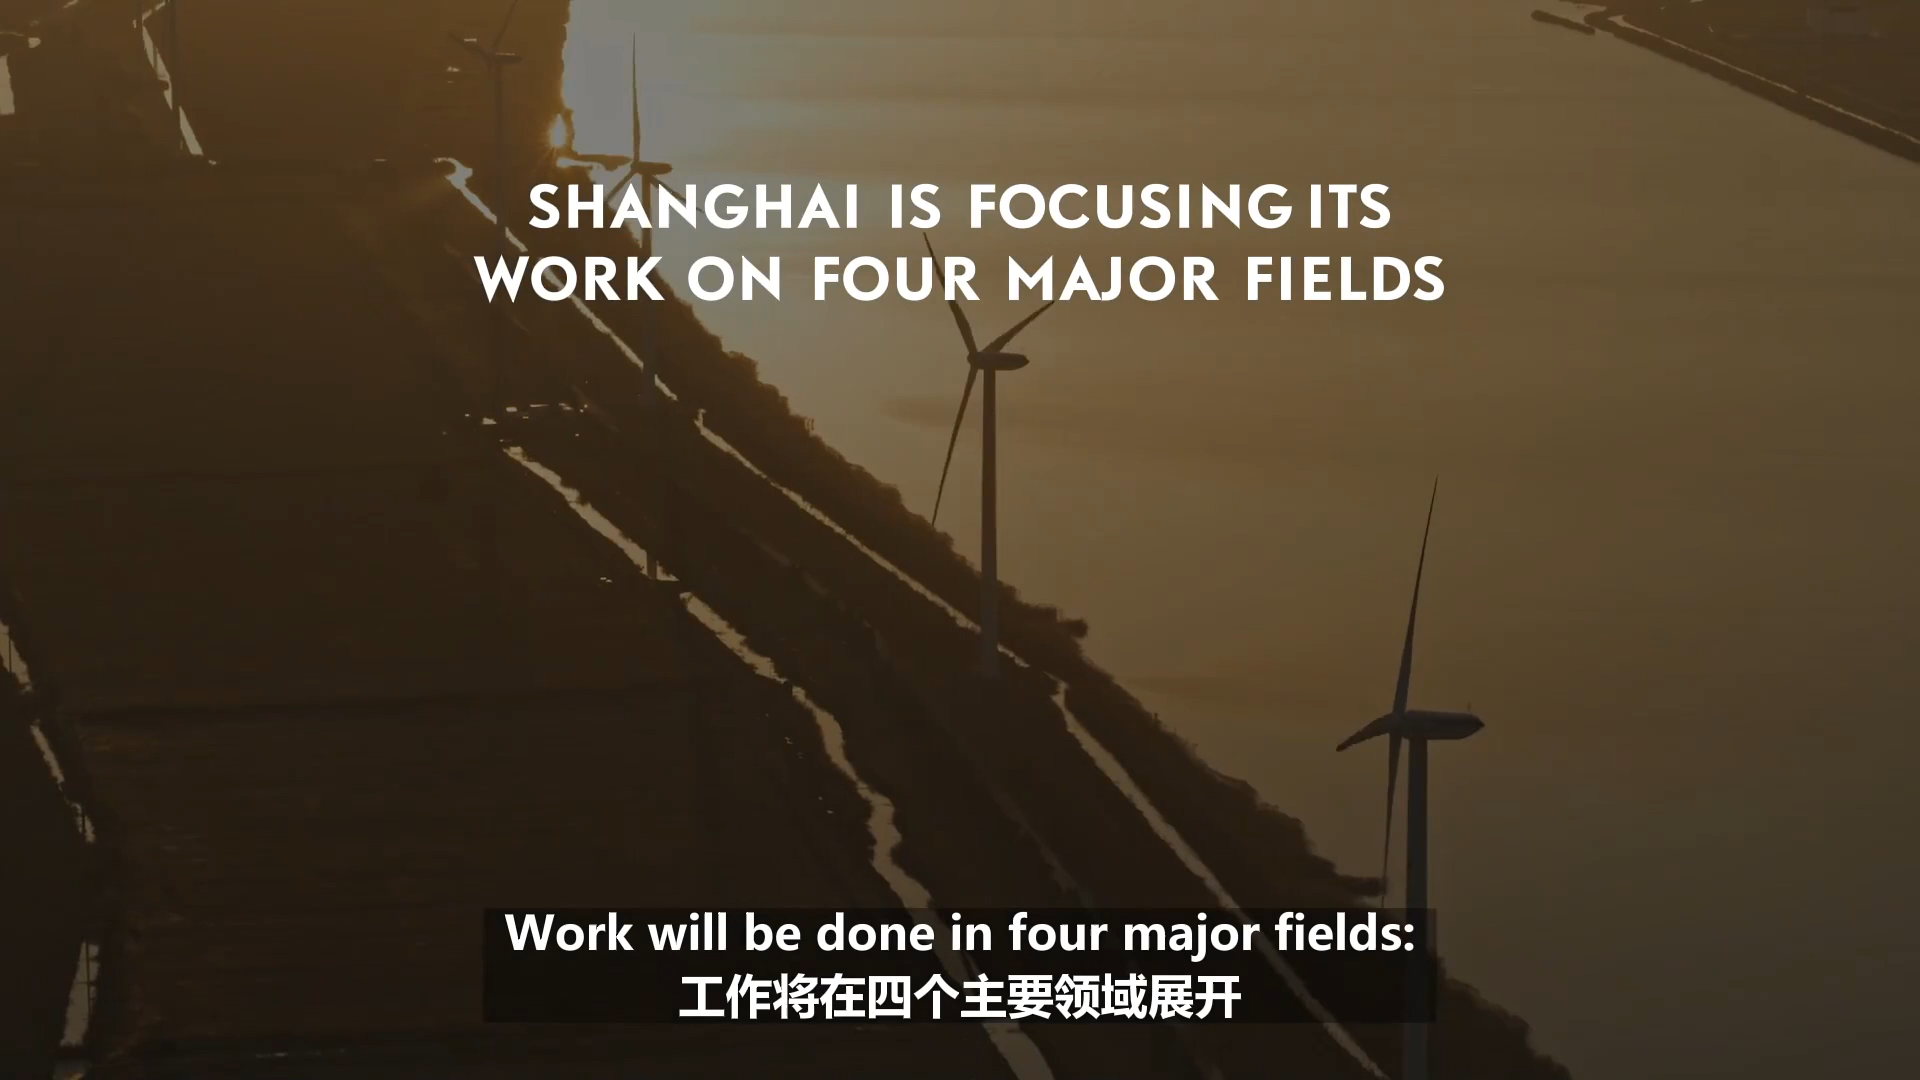 SHANGHAI IS FOCUSING ITS
WORK ON FOUR MAJOR FIELDS
Work will be done in four major fields:
工作将在四个主要领域展开